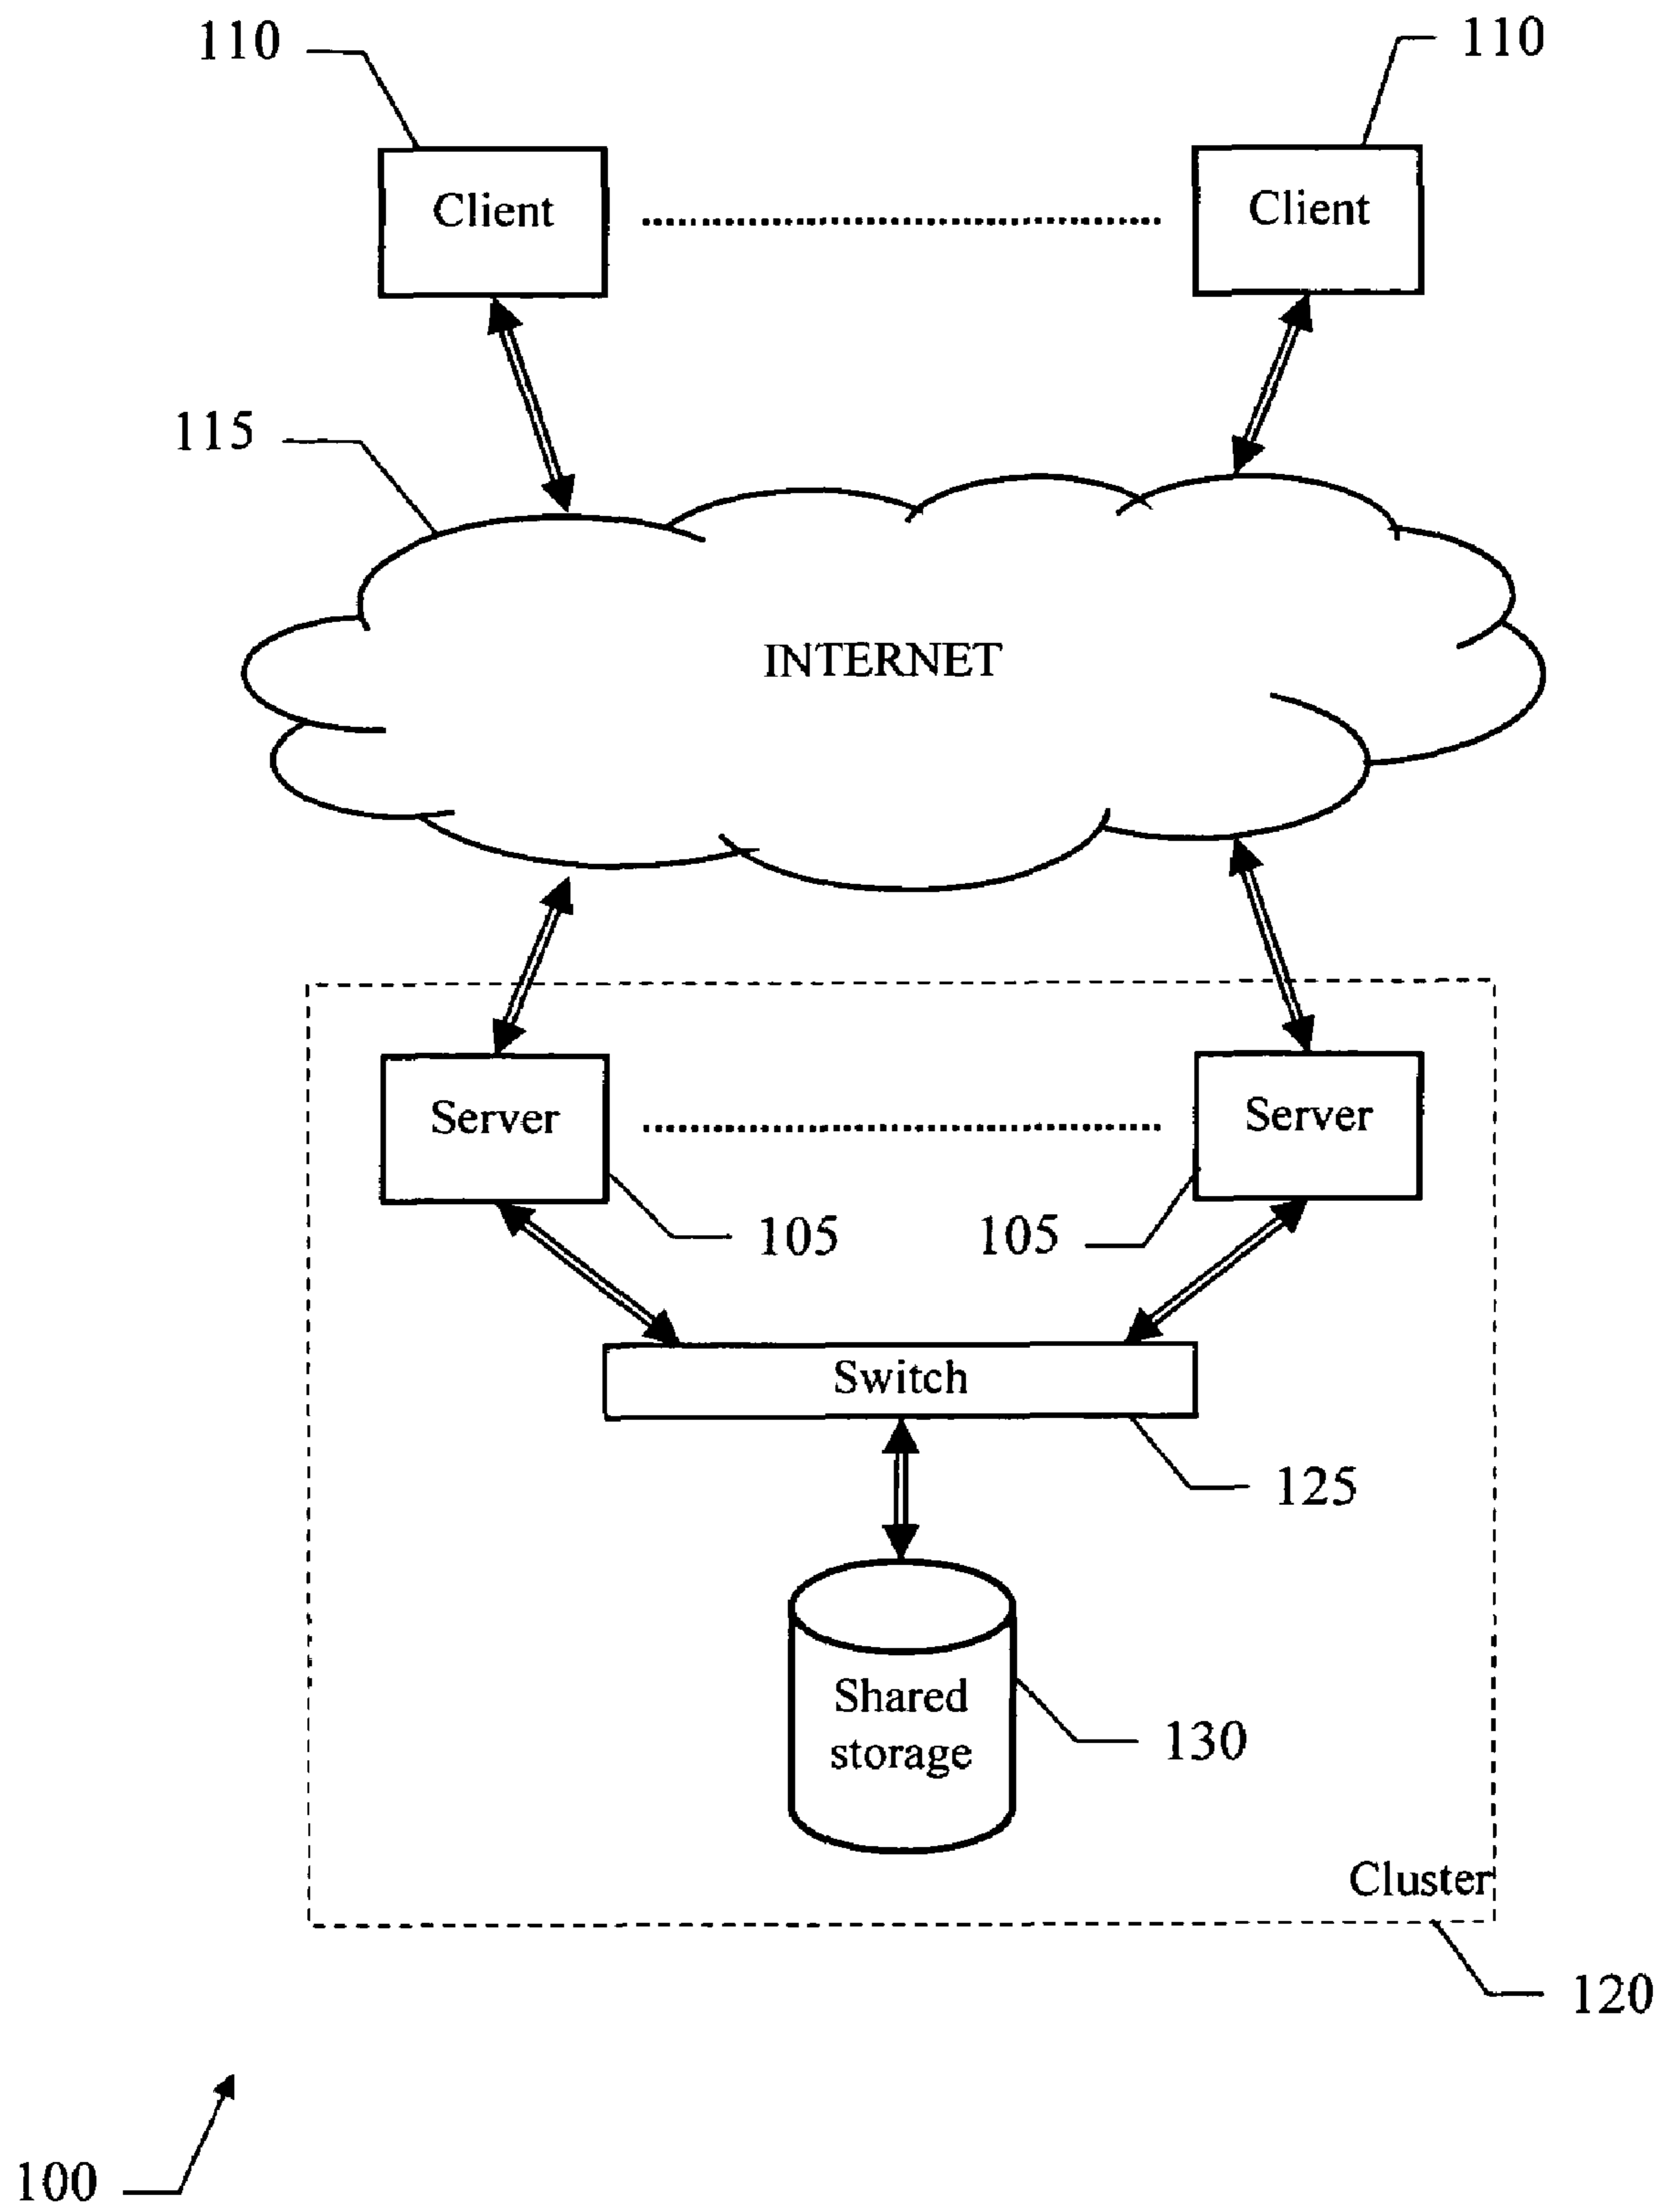 110
110
Client
Client
115
INTERNET
Server
Server
105
105
Switch
125
Shared
storage
130
Cluster
120
100